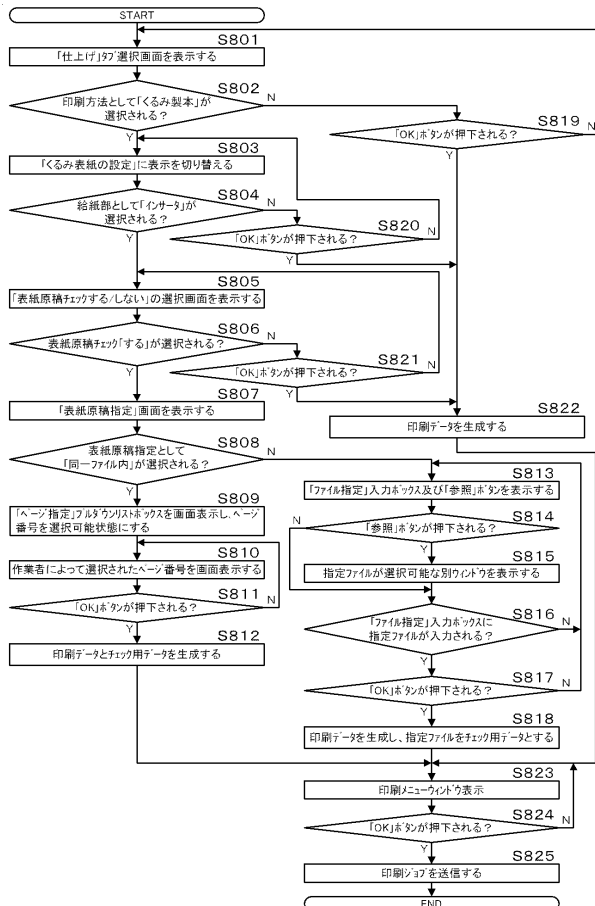 START
S801
「仕上げ」タブ選択画面を表示する
S802
印刷方法として「くるみ製本」が
選択される?
N
Y
S819
「OK」ボタンが押下される?
N
Y
S803
「くるみ表紙の設定」に表示を切り替える
S804
給紙部として「インサータ」が
選択される?
N
Y
S820
「OK」ボタンが押下される?
N
Y
S805
「表紙原稿チェックする/しない」の選択画面を表示する
S806
表紙原稿チェック「する」が選択される?
N
Y
S821
「OK」ボタンが押下される?
N
Y
S807
「表紙原稿指定」画面を表示する
S822
印刷データを生成する
S808
表紙原稿指定として
「同一ファイル内」が選択される?
N
Y
S809
「ページ指定」プルダウンリストボックスを画面表示し、ページ
番号を選択可能状態にする
S810
作業者によって選択されたページ番号を画面表示する
S811
「OK」ボタンが押下される?
N
Y
S812
印刷データとチェック用データを生成する
S813
「ファイル指定」入力ボックス及び「参照」ボタンを表示する
S814
「参照」ボタンが押下される?
N
Y
S815
指定ファイルが選択可能な別ウィンドウを表示する
S816
「ファイル指定」入力ボックスに
指定ファイルが入力される?
N
Y
S817
「OK」ボタンが押下される?
N
Y
S818
印刷データを生成し、指定ファイルをチェック用データとする
S823
印刷メニューウィンドウ表示
S824
「OK」ボタンが押下される?
N
Y
S825
印刷ジョブを送信する
END